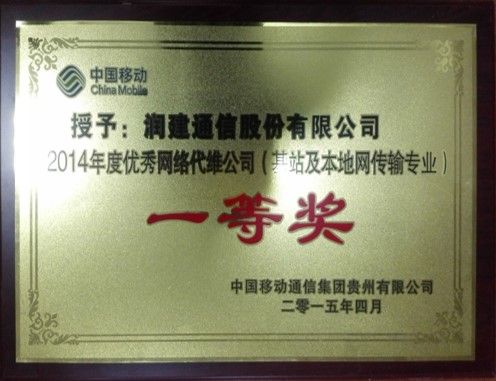 中国移动
China Mobile
授予：润建通信股份有限公司
2014年度优秀网络代维公司（基站及本地网传输专业）
一等奖
中国移动通信集团贵州有限公司
二零一五年四月